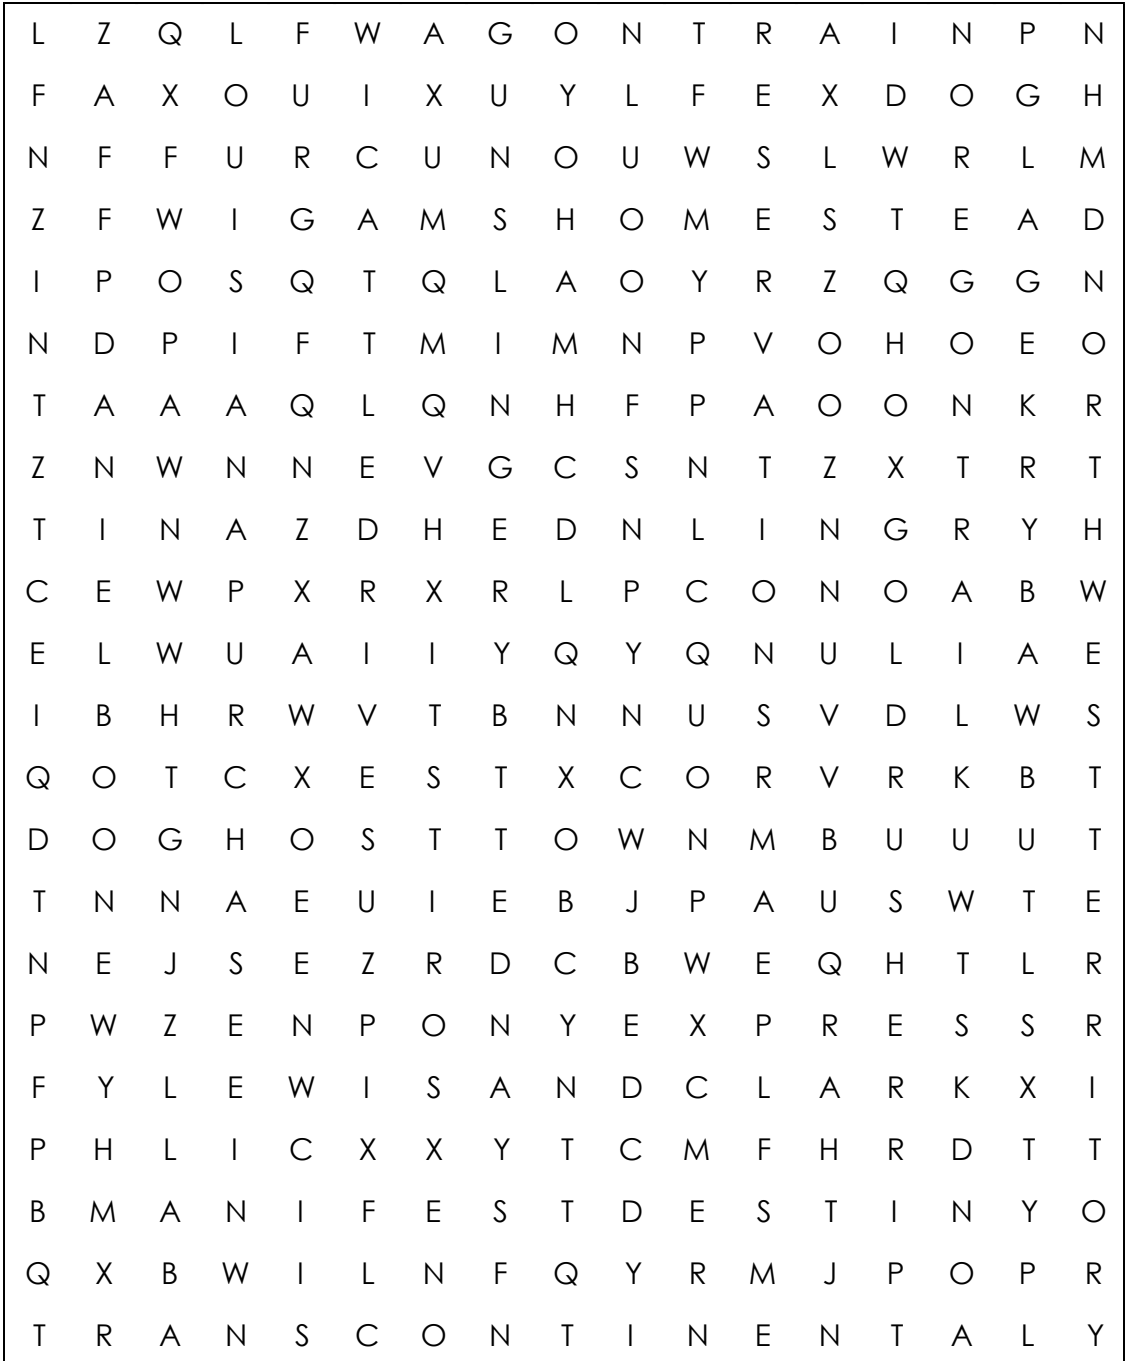 L Z Q L F W A G O N T R A I N P N
F A X O U I X U Y L F E X D O G H
N F F U R C U N O U W S L W R L M
Z F W I G A M S H O M E S T E A D
I P O S Q T Q L A O Y R Z Q G G N
N D P I F T M I M N P V O H O E O
T A A A Q L Q N H F P A O O N K R
Z N W N N E V G C S N T Z X T R T
T I N A Z D H E D N L I N G R Y H
C E W P X R X R L P C O N O A B W
E L W U A I I Y Q Y Q N U L I A E
I B H R W V T B N N U S V D L W S
Q O T C X E S T X C O R V R K B T
D O G H O S T T O W N M B U U U T
T N N A E U I E B J P A U S W T E
N E J S E Z R D C B W E Q H T L R
P W Z E N P O N Y E X P R E S S R
F Y L E W I S A N D C L A R K X I
P H L I C X X Y T C M F H R D T T
B M A N I F E S T D E S T I N Y O
Q X B W I L N F Q Y R M J P O P R
T R A N S C O N T I N E N T A L Y